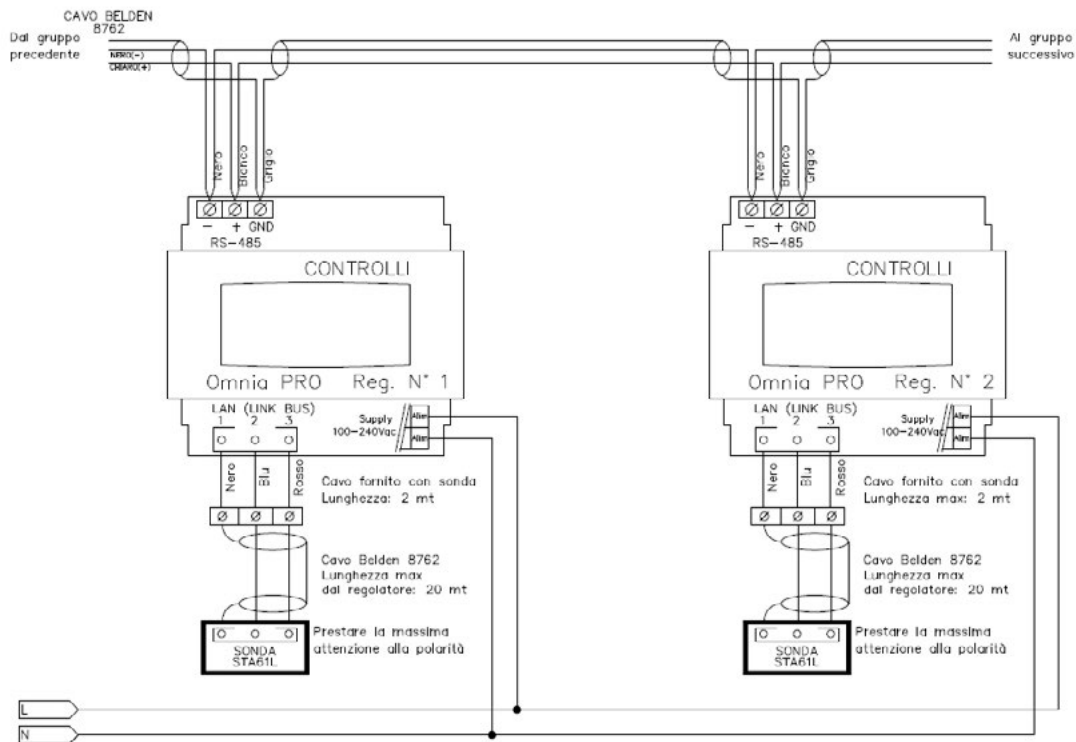 CAVO BELDEN
8762
Dal gruppo
precedente
NERO(-)
CHIARO(+)
Al gruppo
successivo
Nero
Bianco
Grigio
Nero
Bianco
Grigio
- + GND
RS-485
- + GND
RS-485
CONTROLLI
CONTROLLI
Omnia PRO Reg. N° 1
Omnia PRO Reg. N° 2
LAN (LINK BUS)
1 2 3
Supply
100-240Vac
Alim
Alim
LAN (LINK BUS)
1 2 3
Supply
100-240Vac
Alim
Alim
Nero
Blu
Rosso
Cavo fornito con sonda
Lunghezza: 2 mt
Nero
Blu
Rosso
Cavo fornito con sonda
Lunghezza max: 2 mt
Cavo Belden 8762
Lunghezza max
dal regolatore: 20 mt
Cavo Belden 8762
Lunghezza max
dal regolatore: 20 mt
SONDA
STA61L
Prestare la massima
attenzione alla polarità
SONDA
STA61L
Prestare la massima
attenzione alla polarità
L
N